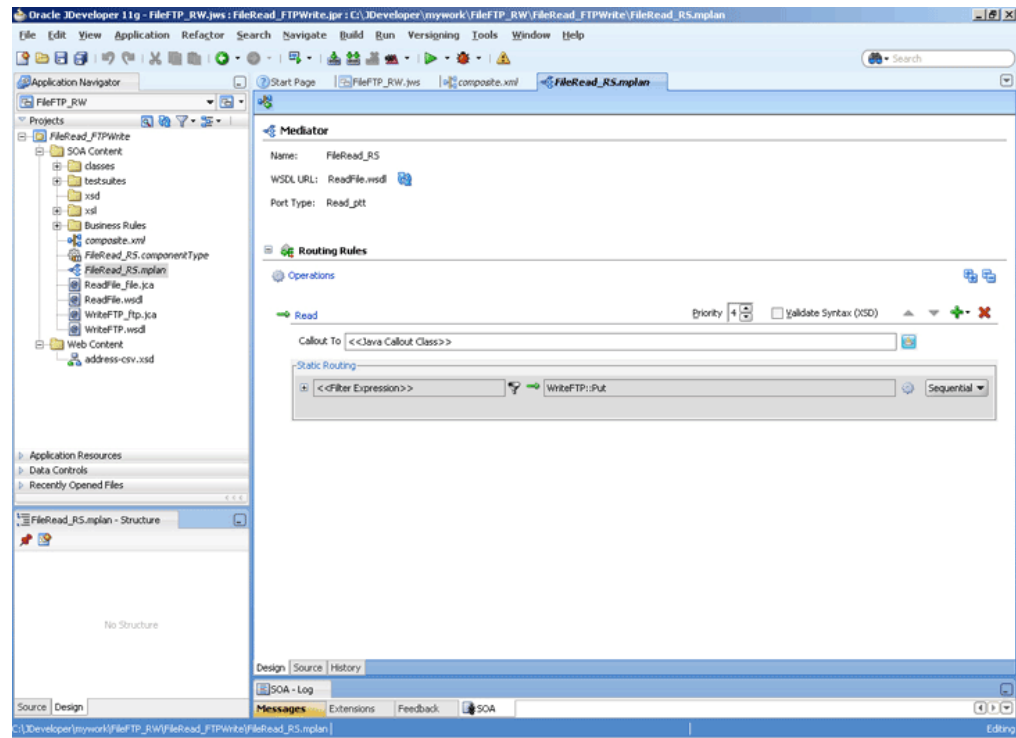 Oracle JDeveloper 11g - FileFTP_RW.jws : FileRead_FTPWrite.jpr : C:\JDeveloper\mywork\FileFTP_RW\FileRead_FTPWrite\FileRead_RS.mplan
File Edit View Application Refactor Search Navigate Build Run Versioning Tools Window Help
Search
Application Navigator
Start Page FileFTP_RW.jws composite.xml FileRead_RS.mplan
FileFTP_RW
Projects
FileRead_FTPWrite
SOA Content
classes
testsuites
xsd
xsl
Business Rules
composite.xml
FileRead_RS.componentType
FileRead_RS.mplan
ReadFile_file.jca
ReadFile.wsdl
WriteFTP_ftp.jca
WriteFTP.wsdl
Web Content
address-csv.xsd
Application Resources
Data Controls
Recently Opened Files
FileRead_RS.mplan - Structure
No Structure
Source Design
Mediator
Name: FileRead_RS
WSDL URL: ReadFile.wsdl
Port Type: Read_ptt
Routing Rules
Operations
Read Priority 4 Validate Syntax (XSD)
Callout To <<Java Callout Class>>
Static Routing
<<Filter Expression>> WriteFTP::Put Sequential
Design Source History
SOA - Log
Messages Extensions Feedback SOA
C:\JDeveloper\mywork\FileFTP_RW\FileRead_FTPWrite\FileRead_RS.mplan Editing